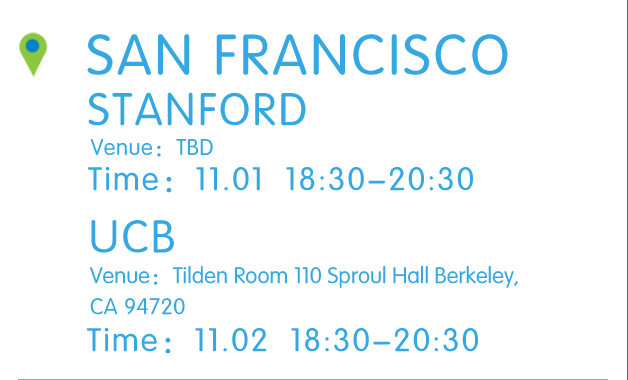 SAN FRANCISCO
STANFORD
Venue： TBD
Time： 11.01 18:30–20:30
UCB
Venue： Tilden Room 110 Sproul Hall Berkeley,
CA 94720
Time： 11.02 18:30–20:30